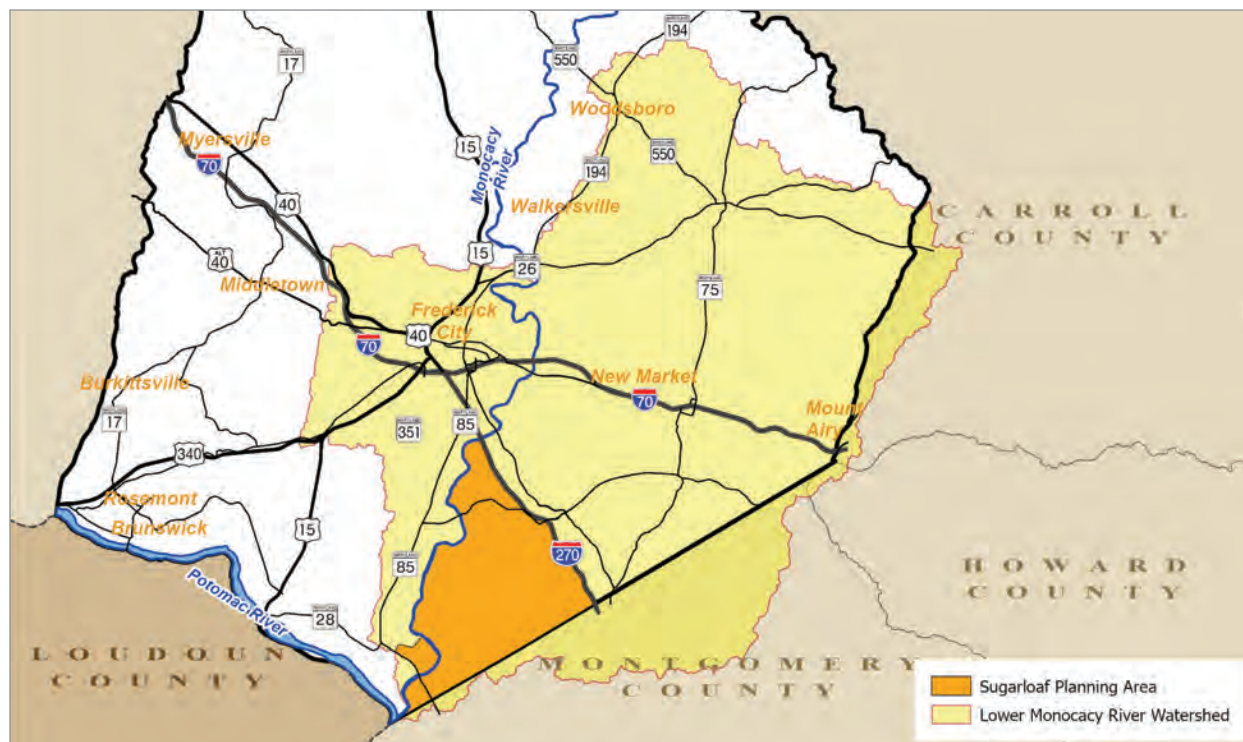 194
17
550
Woodsboro
Myersville
15
Monocacy
River
550
70
194
40
Walkersville
CARROLL
COUNTY
15
ALT
40
26
Middletown
75
Frederick
City
40
70
New Market
Burkittsville
70
Mount
Airy
17
351
85
340
Rosemont
Brunswick
15
270
85
HOWARD
COUNTY
Potomac River
28
LOUDOUN
COUNTY
MONTGOMERY
COUNTY
Sugarloaf Planning Area
Lower Monocacy River Watershed